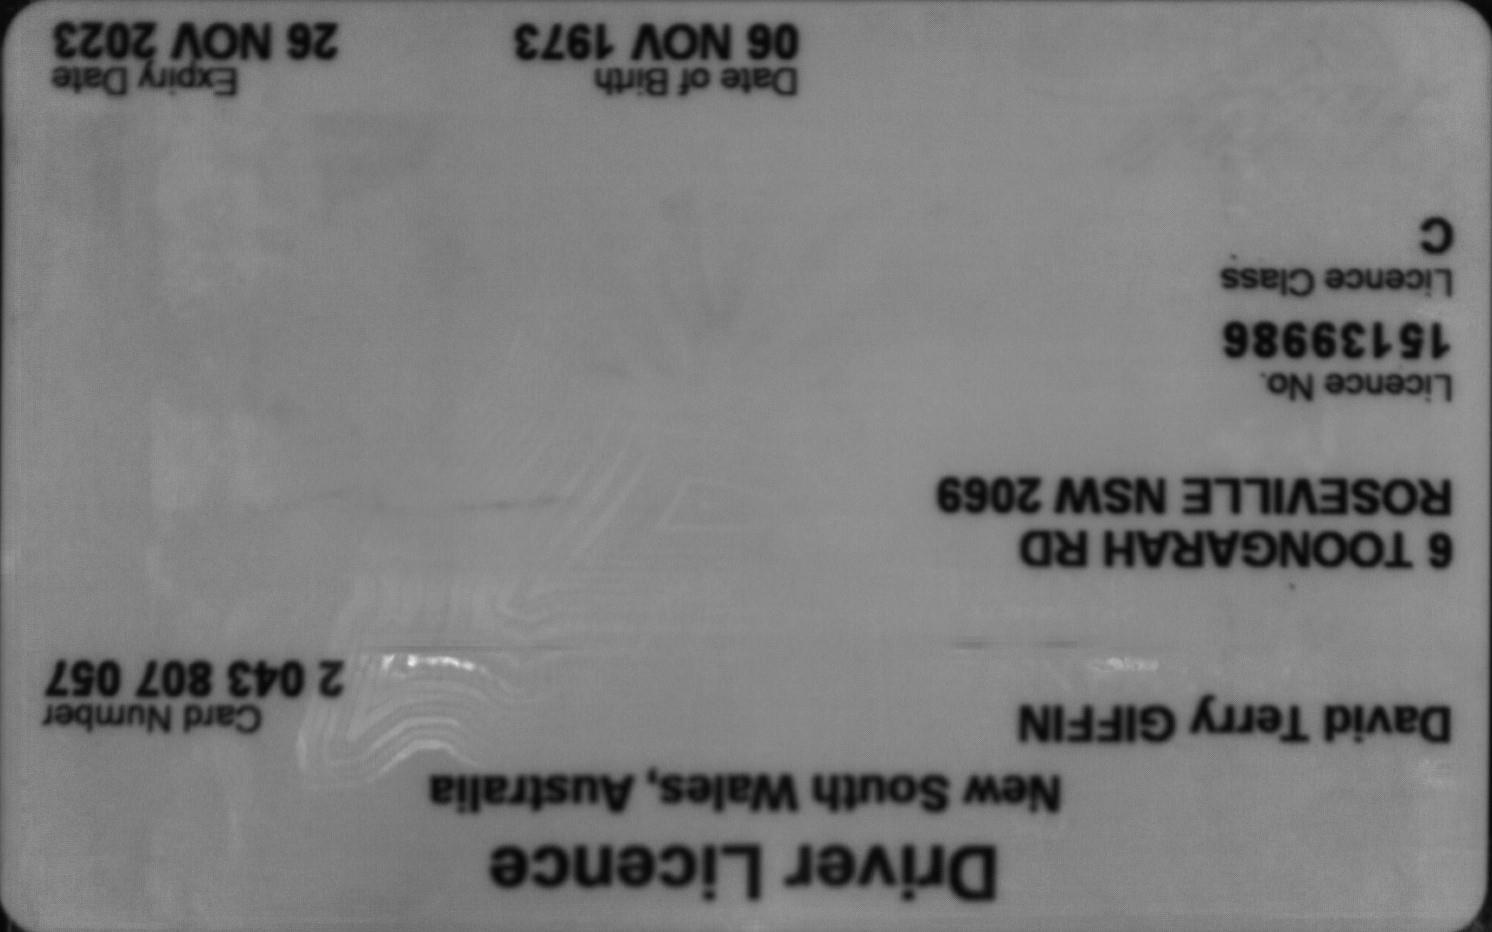 Driver Licence
New South Wales, Australia
David Terry GIFFIN
Card Number
2 043 807 057
6 TOONGARAH RD
ROSEVILLE NSW 2069
Licence No.
15139986
Licence Class
C
Date of Birth
06 NOV 1973
Expiry Date
26 NOV 2023